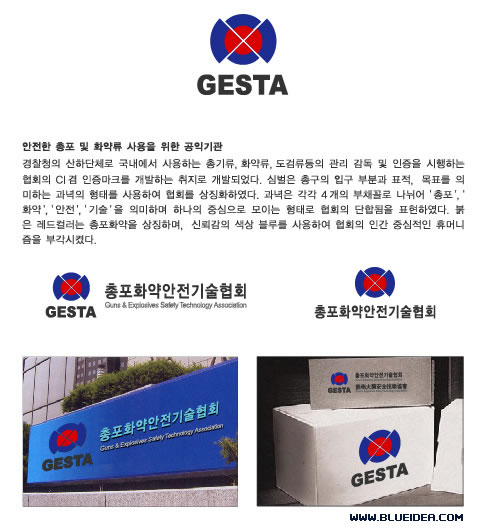 GESTA
안전한 총포 및 화약류 사용을 위한 공익기관
경찰청의 산하단체로 국내에서 사용하는 총기류, 화약류, 도검류등의 관리 감독 및 인증을 시행하는
협회의 CI 겸 인증마크를 개발하는 취지로 개발되었다. 심벌은 총구의 입구 부분과 표적, 목표를 의
미하는 과녁의 형태를 사용하여 협회를 상징화하였다. 과녁은 각각 4개의 부채꼴로 나뉘어 '총포', '
화약', '안전', '기술' 을 의미하며 하나의 중심으로 모이는 형태로 협회의 단합됨을 표현하였다. 붉
은 레드컬러는 총포화약을 상징하며, 신뢰감의 색상 블루를 사용하여 협회의 인간 중심적인 휴머니
즘을 부각시켰다.
GESTA
총포화약안전기술협회
Guns & Explosives Safety Technology Association
총포화약안전기술협회
GESTA
총포화약안전기술협회
Guns & Explosives Safety Technology Association
총포화약안전기술협회
GESTA
WWW.BLUEIDEA.COM